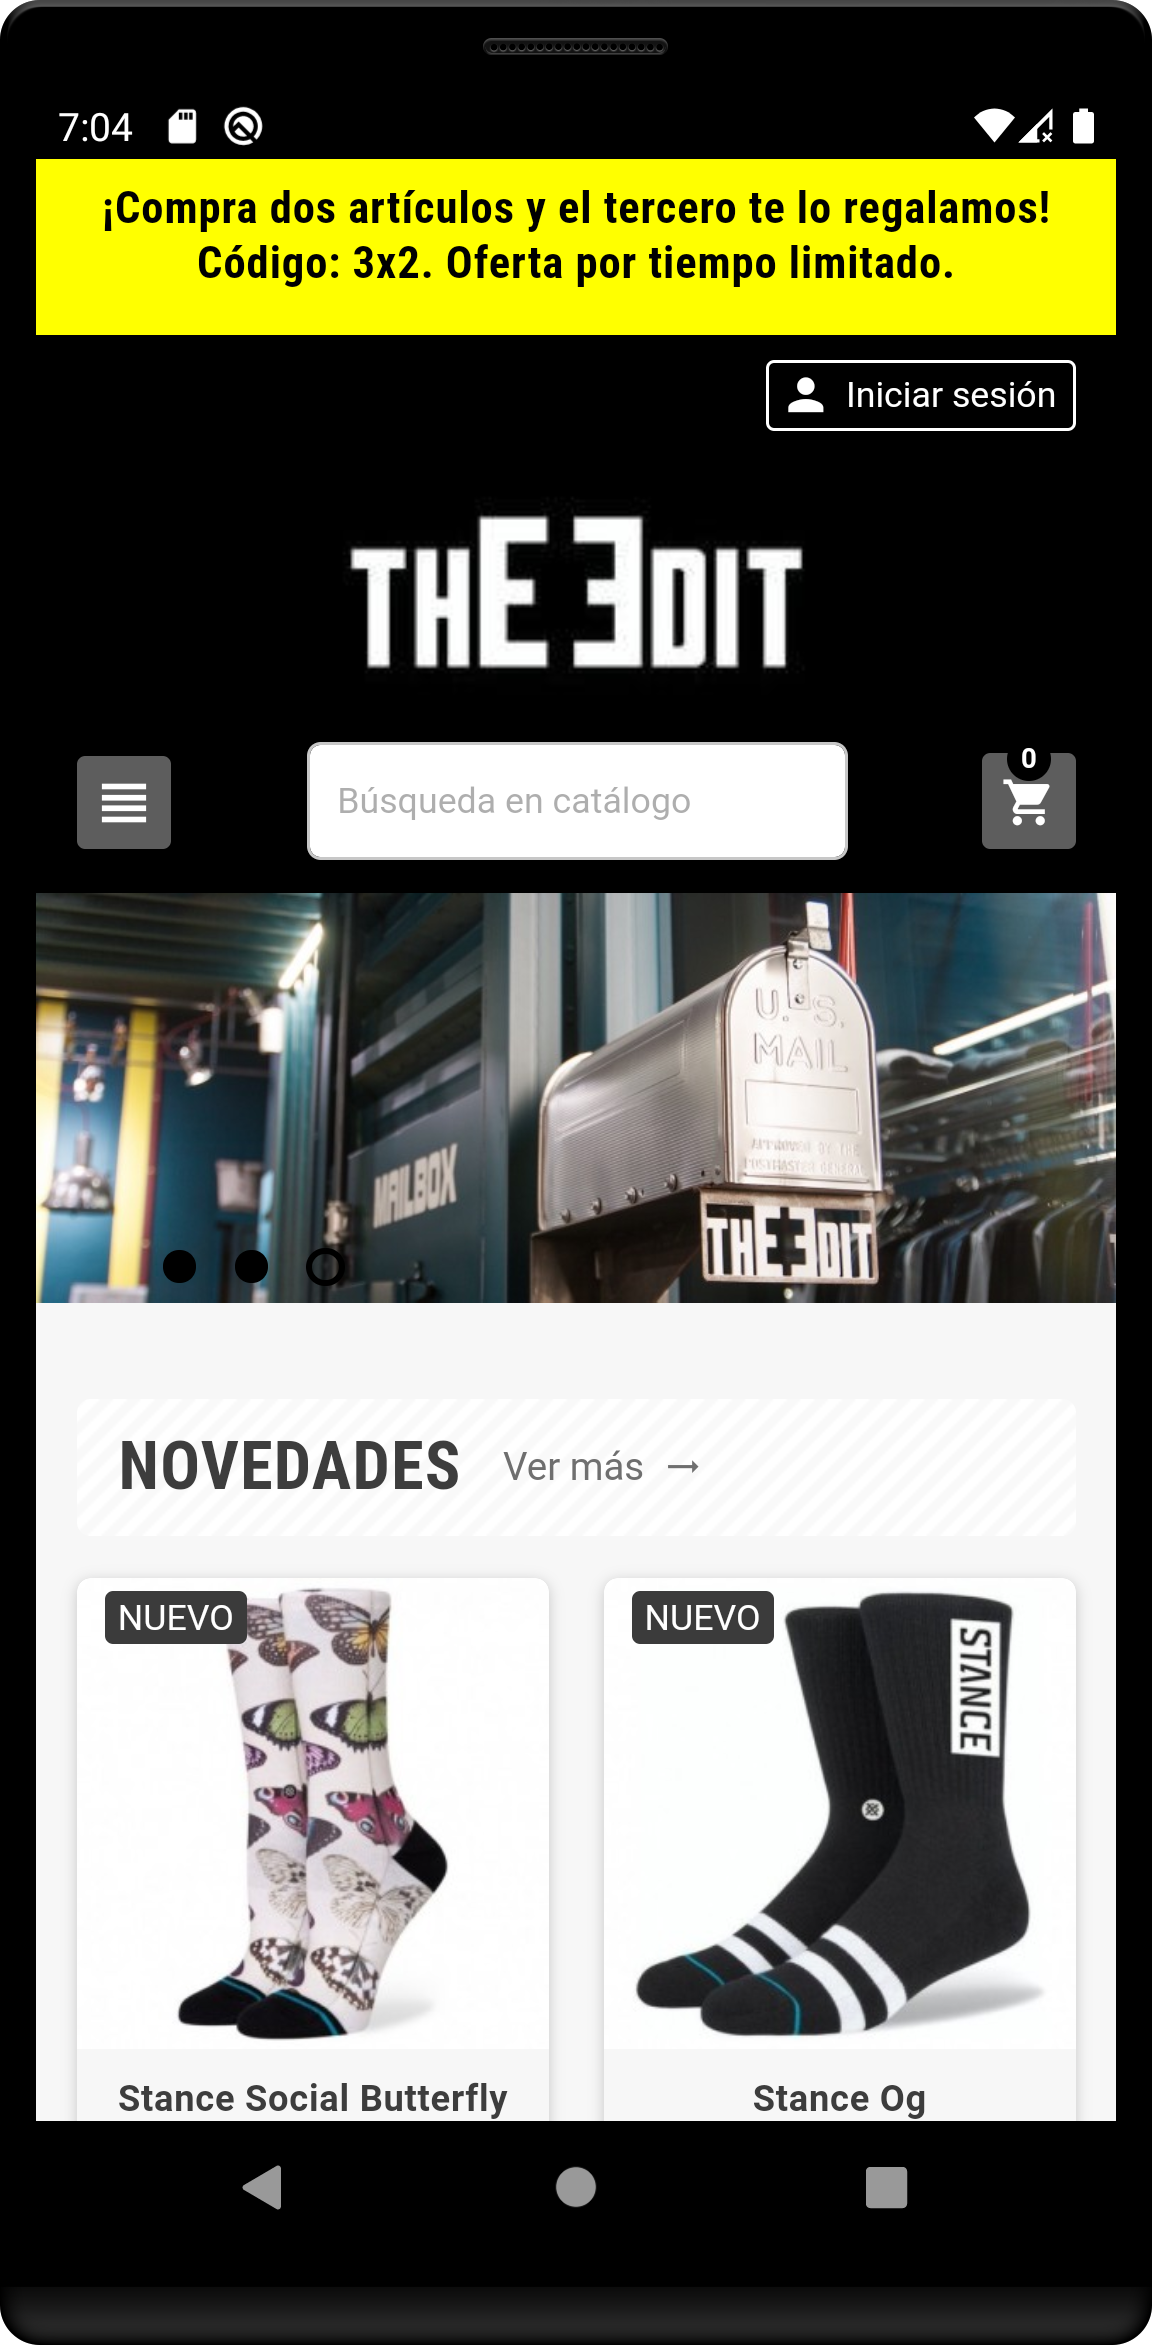 7:04
¡Compra dos artículos y el tercero te lo regalamos!
Código: 3x2. Oferta por tiempo limitado.
Iniciar sesión
THE EDIT
Búsqueda en catálogo
0
U.S.
MAIL
APPROVED BY THE
POSTMASTER GENERAL
MAILBOX
THE EDIT
NOVEDADES Ver más →
NUEVO
NUEVO
STANCE
Stance Social Butterfly
Stance Og